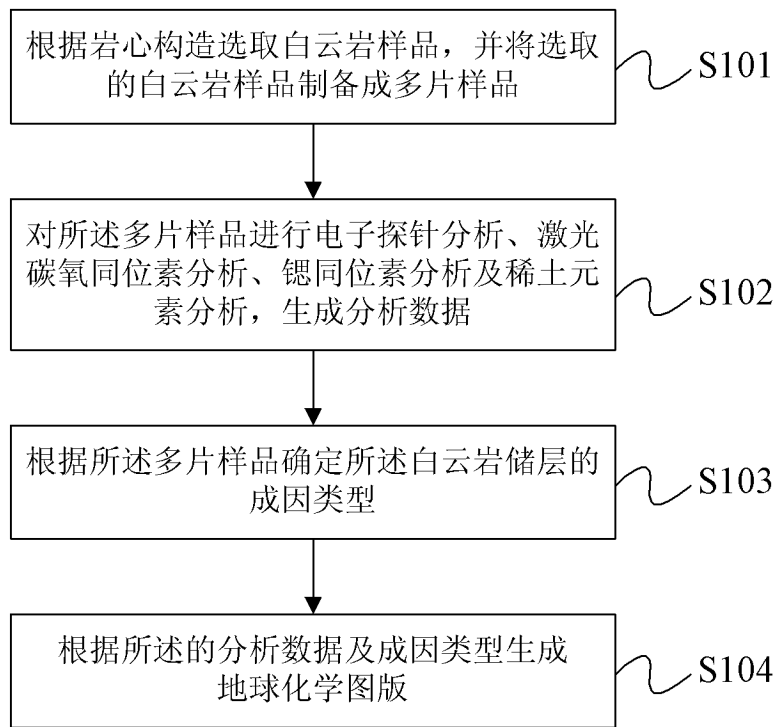 根据岩心构造选取白云岩样品，并将选取
的白云岩样品制备成多片样品
S101
对所述多片样品进行电子探针分析、激光
碳氧同位素分析、锶同位素分析及稀土元
素分析，生成分析数据
S102
根据所述多片样品确定所述白云岩储层的
成因类型
S103
根据所述的分析数据及成因类型生成
地球化学图版
S104